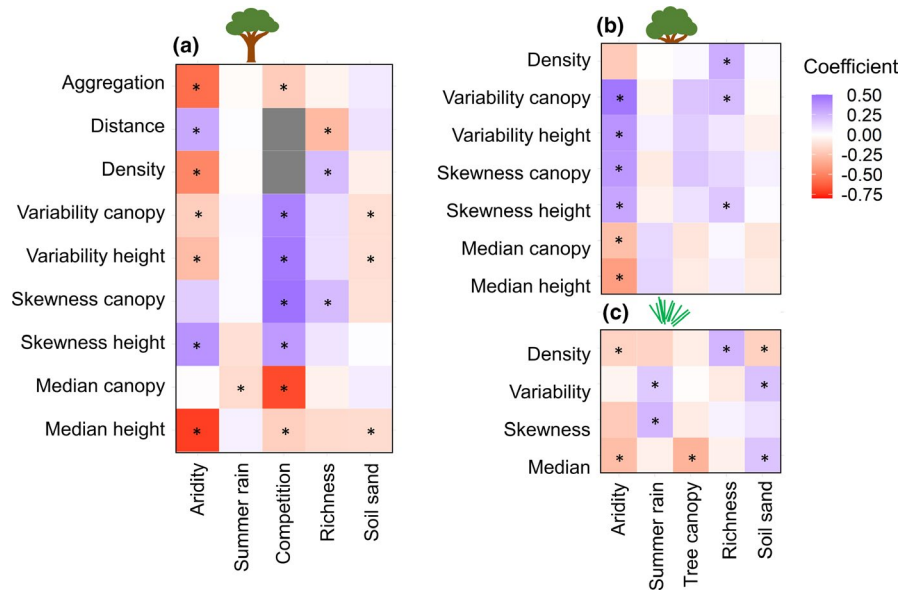 (a)
Aggregation
Distance
Density
Variability canopy
Variability height
Skewness canopy
Skewness height
Median canopy
Median height
* *
* *
* *
* * *
* * *
* *
* *
* *
* * *
Aridity
Summer rain
Competition
Richness
Soil sand
(b)
Density
Variability canopy
Variability height
Skewness canopy
Skewness height
Median canopy
Median height
*
* *
*
*
* *
*
*
(c)
Density
Variability
Skewness
Median
* * *
* *
*
* * *
Aridity
Summer rain
Tree canopy
Richness
Soil sand
Coefficient
0.50
0.25
0.00
-0.25
-0.50
-0.75